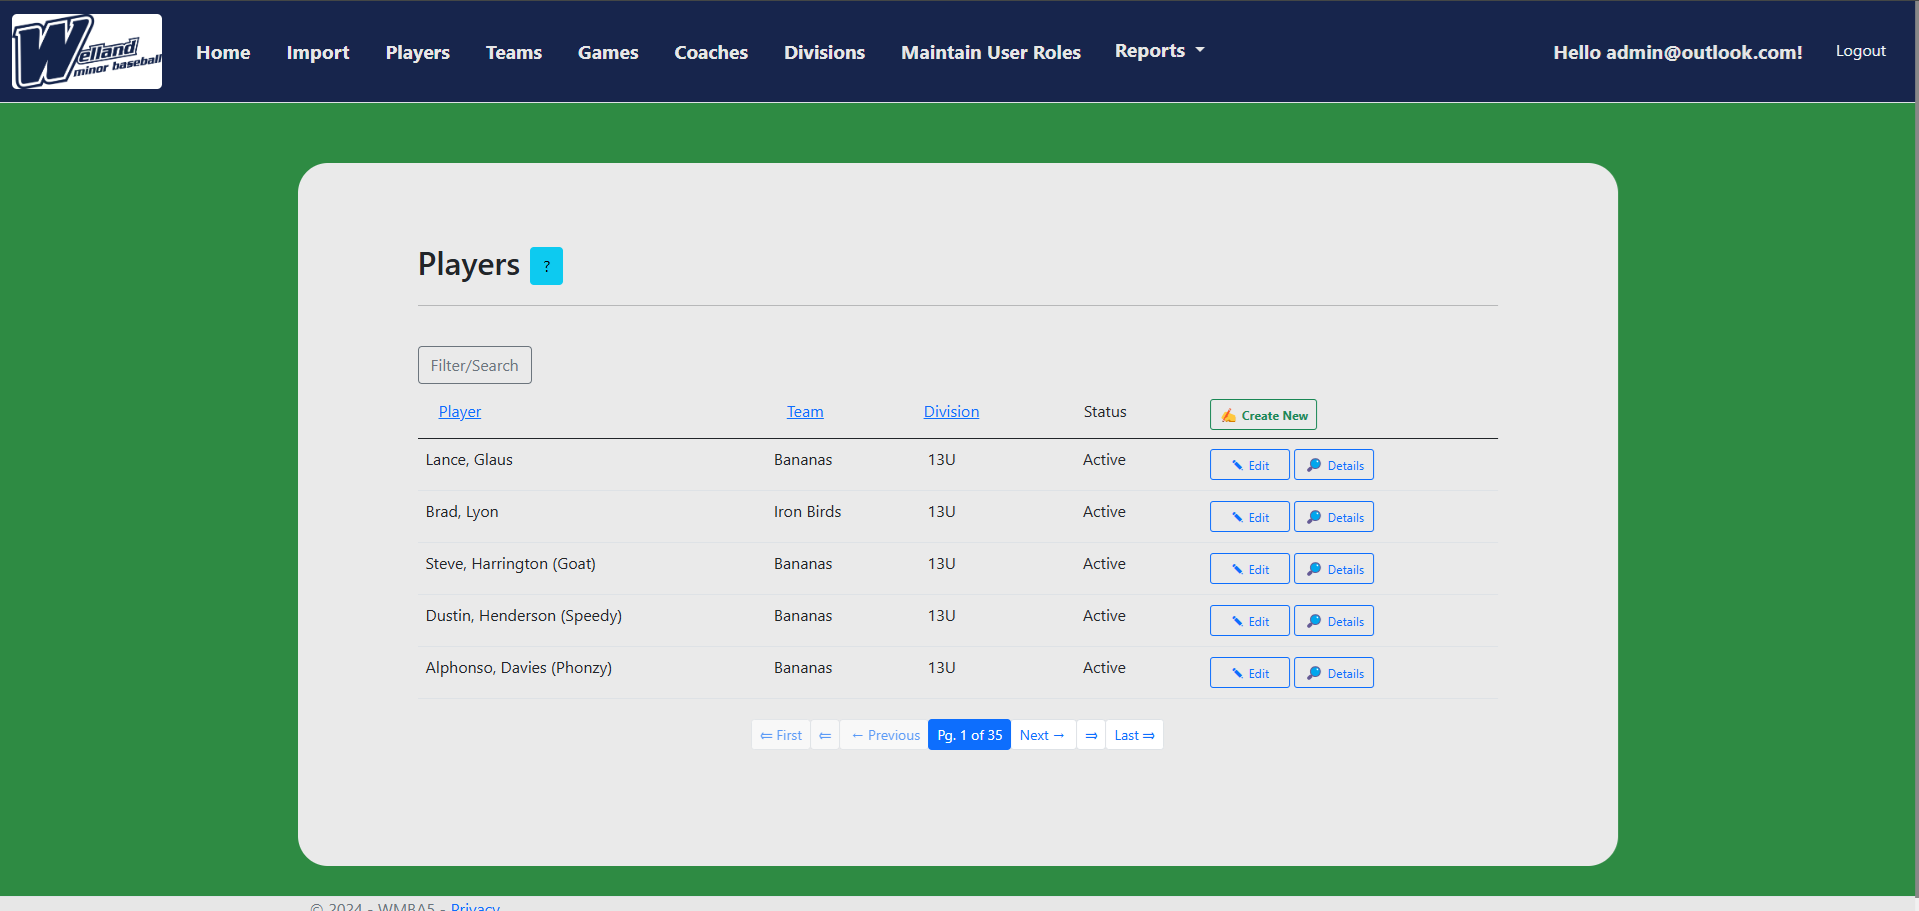 Welland
minor baseball
Home Import Players Teams Games Coaches Divisions Maintain User Roles Reports Hello admin@outlook.com! Logout
Players ?
Filter/Search
Player Team Division Status ✍ Create New
Lance, Glaus Bananas 13U Active ✏ Edit 🔎 Details
Brad, Lyon Iron Birds 13U Active ✏ Edit 🔎 Details
Steve, Harrington (Goat) Bananas 13U Active ✏ Edit 🔎 Details
Dustin, Henderson (Speedy) Bananas 13U Active ✏ Edit 🔎 Details
Alphonso, Davies (Phonzy) Bananas 13U Active ✏ Edit 🔎 Details
⇐ First ⇐ ← Previous Pg. 1 of 35 Next → ⇒ Last ⇒
© 2024 - WMBA5 - Privacy